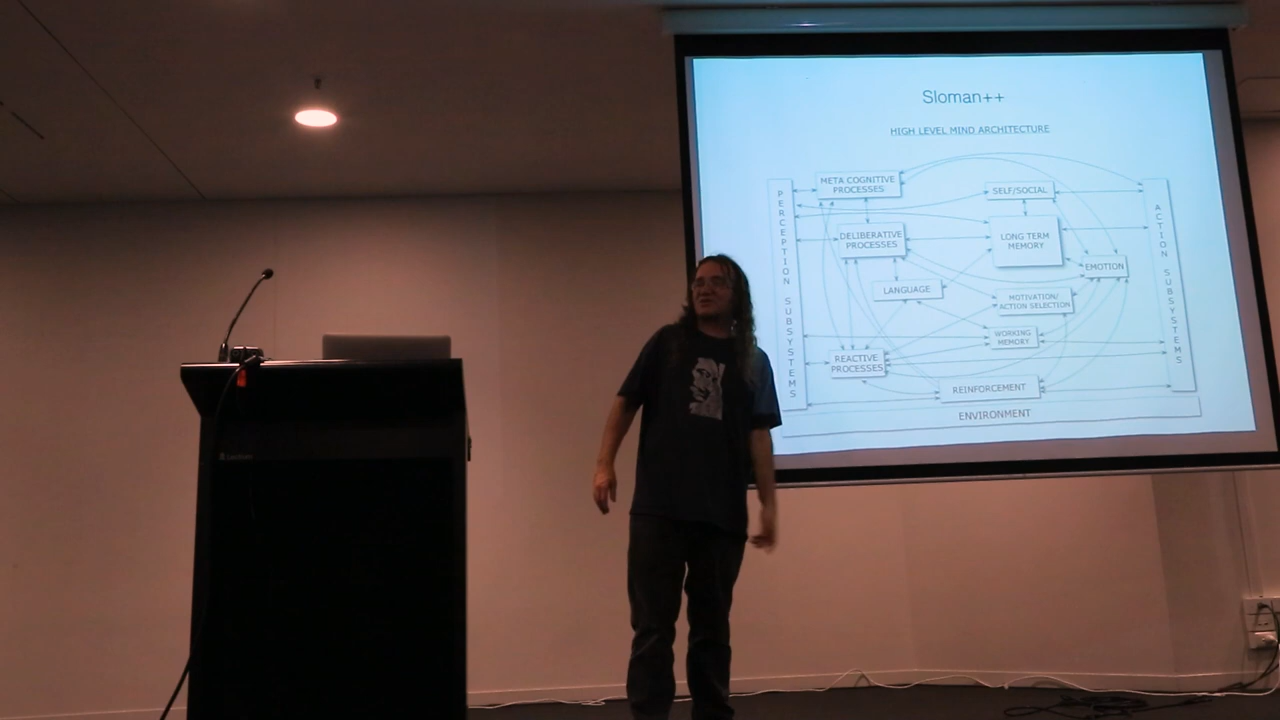 Sloman++
HIGH LEVEL MIND ARCHITECTURE
META COGNITIVE
PROCESSES
SELF/SOCIAL
DELIBERATIVE
PROCESSES
LONG TERM
MEMORY
EMOTION
LANGUAGE
MOTIVATION/
ACTION SELECTION
WORKING
MEMORY
REACTIVE
PROCESSES
REINFORCEMENT
ENVIRONMENT
PERCEPTION SUBSYSTEMS
ACTION SUBSYSTEMS
Lectrum